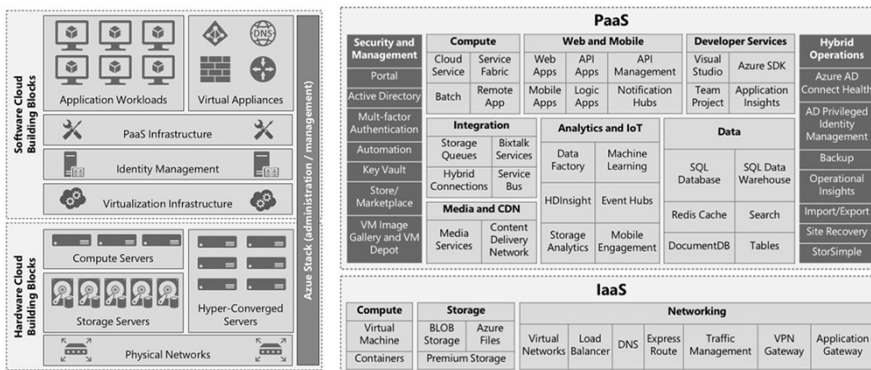 Software Cloud
Building Blocks
Application Workloads
DNS
Virtual Appliances
PaaS Infrastructure
Identity Management
Virtualization Infrastructure
Hardware Cloud
Building Blocks
Compute Servers
Storage Servers
Hyper-Converged
Servers
Physical Networks
Azure Stack (administration / management)
PaaS
Security and
Management
Portal
Active Directory
Mult-factor
Authentication
Automation
Key Vault
Store/
Marketplace
VM Image
Gallery and VM
Depot
Compute
Cloud
Service
Service
Fabric
Batch
Remote
App
Web and Mobile
Web
Apps
API
Apps
API
Management
Mobile
Apps
Logic
Apps
Notification
Hubs
Developer Services
Visual
Studio
Azure SDK
Team
Project
Application
Insights
Integration
Storage
Queues
Bixtalk
Services
Hybrid
Connections
Service
Bus
Media and CDN
Media
Services
Content
Delivery
Network
Analytics and IoT
Data
Factory
Machine
Learning
HDInsight
Event Hubs
Storage
Analytics
Mobile
Engagement
Data
SQL
Database
SQL Data
Warehouse
Redis Cache
Search
DocumentDB
Tables
Hybrid
Operations
Azure AD
Connect Health
AD Privileged
Identity
Management
Backup
Operational
Insights
Import/Export
Site Recovery
StorSimple
IaaS
Compute
Virtual
Machine
Containers
Storage
BLOB
Storage
Azure
Files
Premium Storage
Networking
Virtual
Networks
Load
Balancer
DNS
Express
Route
Traffic
Management
VPN
Gateway
Application
Gateway